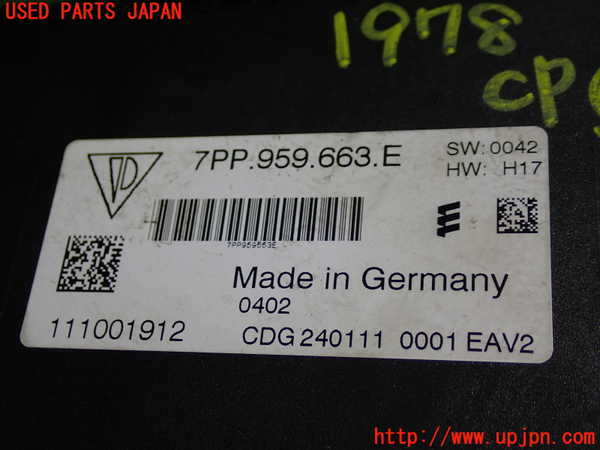 USED PARTS JAPAN
1978
CP
7PP.959.663.E
SW:0042
HW: H17
7PP959663E
Made in Germany
0402
111001912
CDG 240111 0001 EAV2
http://www.upjpn.com/